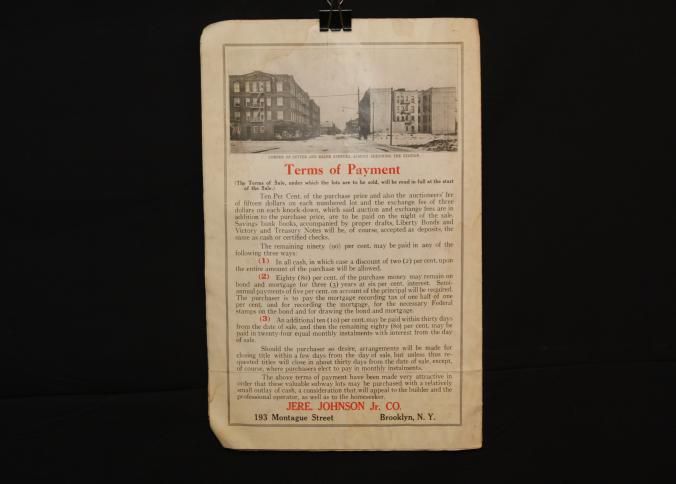 CORNER OF DUTTER AND BLAKE STREETS, ALMOST ADJOINING THE STATION.
Terms of Payment
(The Terms of Sale, under which the lots are to be sold, will be read in full at the start
of the Sale.)
Ten Per Cent. of the purchase price and also the auctioneers' fee
of fifteen dollars on each numbered lot and the exchange fee of three
dollars on each knock-down, which said auction and exchange fees are in
addition to the purchase price, are to be paid on the night of the sale.
Savings bank books, accompanied by proper drafts, Liberty Bonds and
Victory and Treasury Notes will be, of course, accepted as deposits, the
same as cash or certified checks.
The remaining ninety (90) per cent. may be paid in any of the
following three ways:
(1) In all cash, in which case a discount of two (2) per cent. upon
the entire amount of the purchase will be allowed.
(2) Eighty (80) per cent. of the purchase money may remain on
bond and mortgage for three (3) years at six per cent. interest. Semi-
annual payments of five per cent. on account of the principal will be required.
The purchaser is to pay the mortgage recording tax of one half of one
per cent. and for recording the mortgage, for the necessary Federal
stamps on the bond and for drawing the bond and mortgage.
(3) An additional ten (10) per cent. may be paid within thirty days
from the date of sale, and then the remaining eighty (80) per cent. may be
paid in twenty-four equal monthly instalments with interest from the day
of sale.
Should the purchaser so desire, arrangements will be made for
closing title within a few days from the day of sale, but unless thus re-
quested titles will close in about thirty days from the date of sale, except,
of course, where purchasers elect to pay in monthly instalments.
The above terms of payment have been made very attractive in
order that these valuable subway lots may be purchased with a relatively
small outlay of cash, a consideration that will appeal to the builder and the
professional operator, as well as to the homeseeker.
JERE. JOHNSON Jr. CO.
193 Montague Street Brooklyn, N. Y.